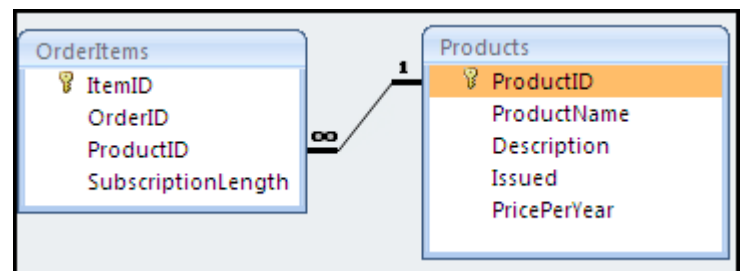 OrderItems
ItemID
OrderID
ProductID
SubscriptionLength
∞
1
Products
ProductID
ProductName
Description
Issued
PricePerYear